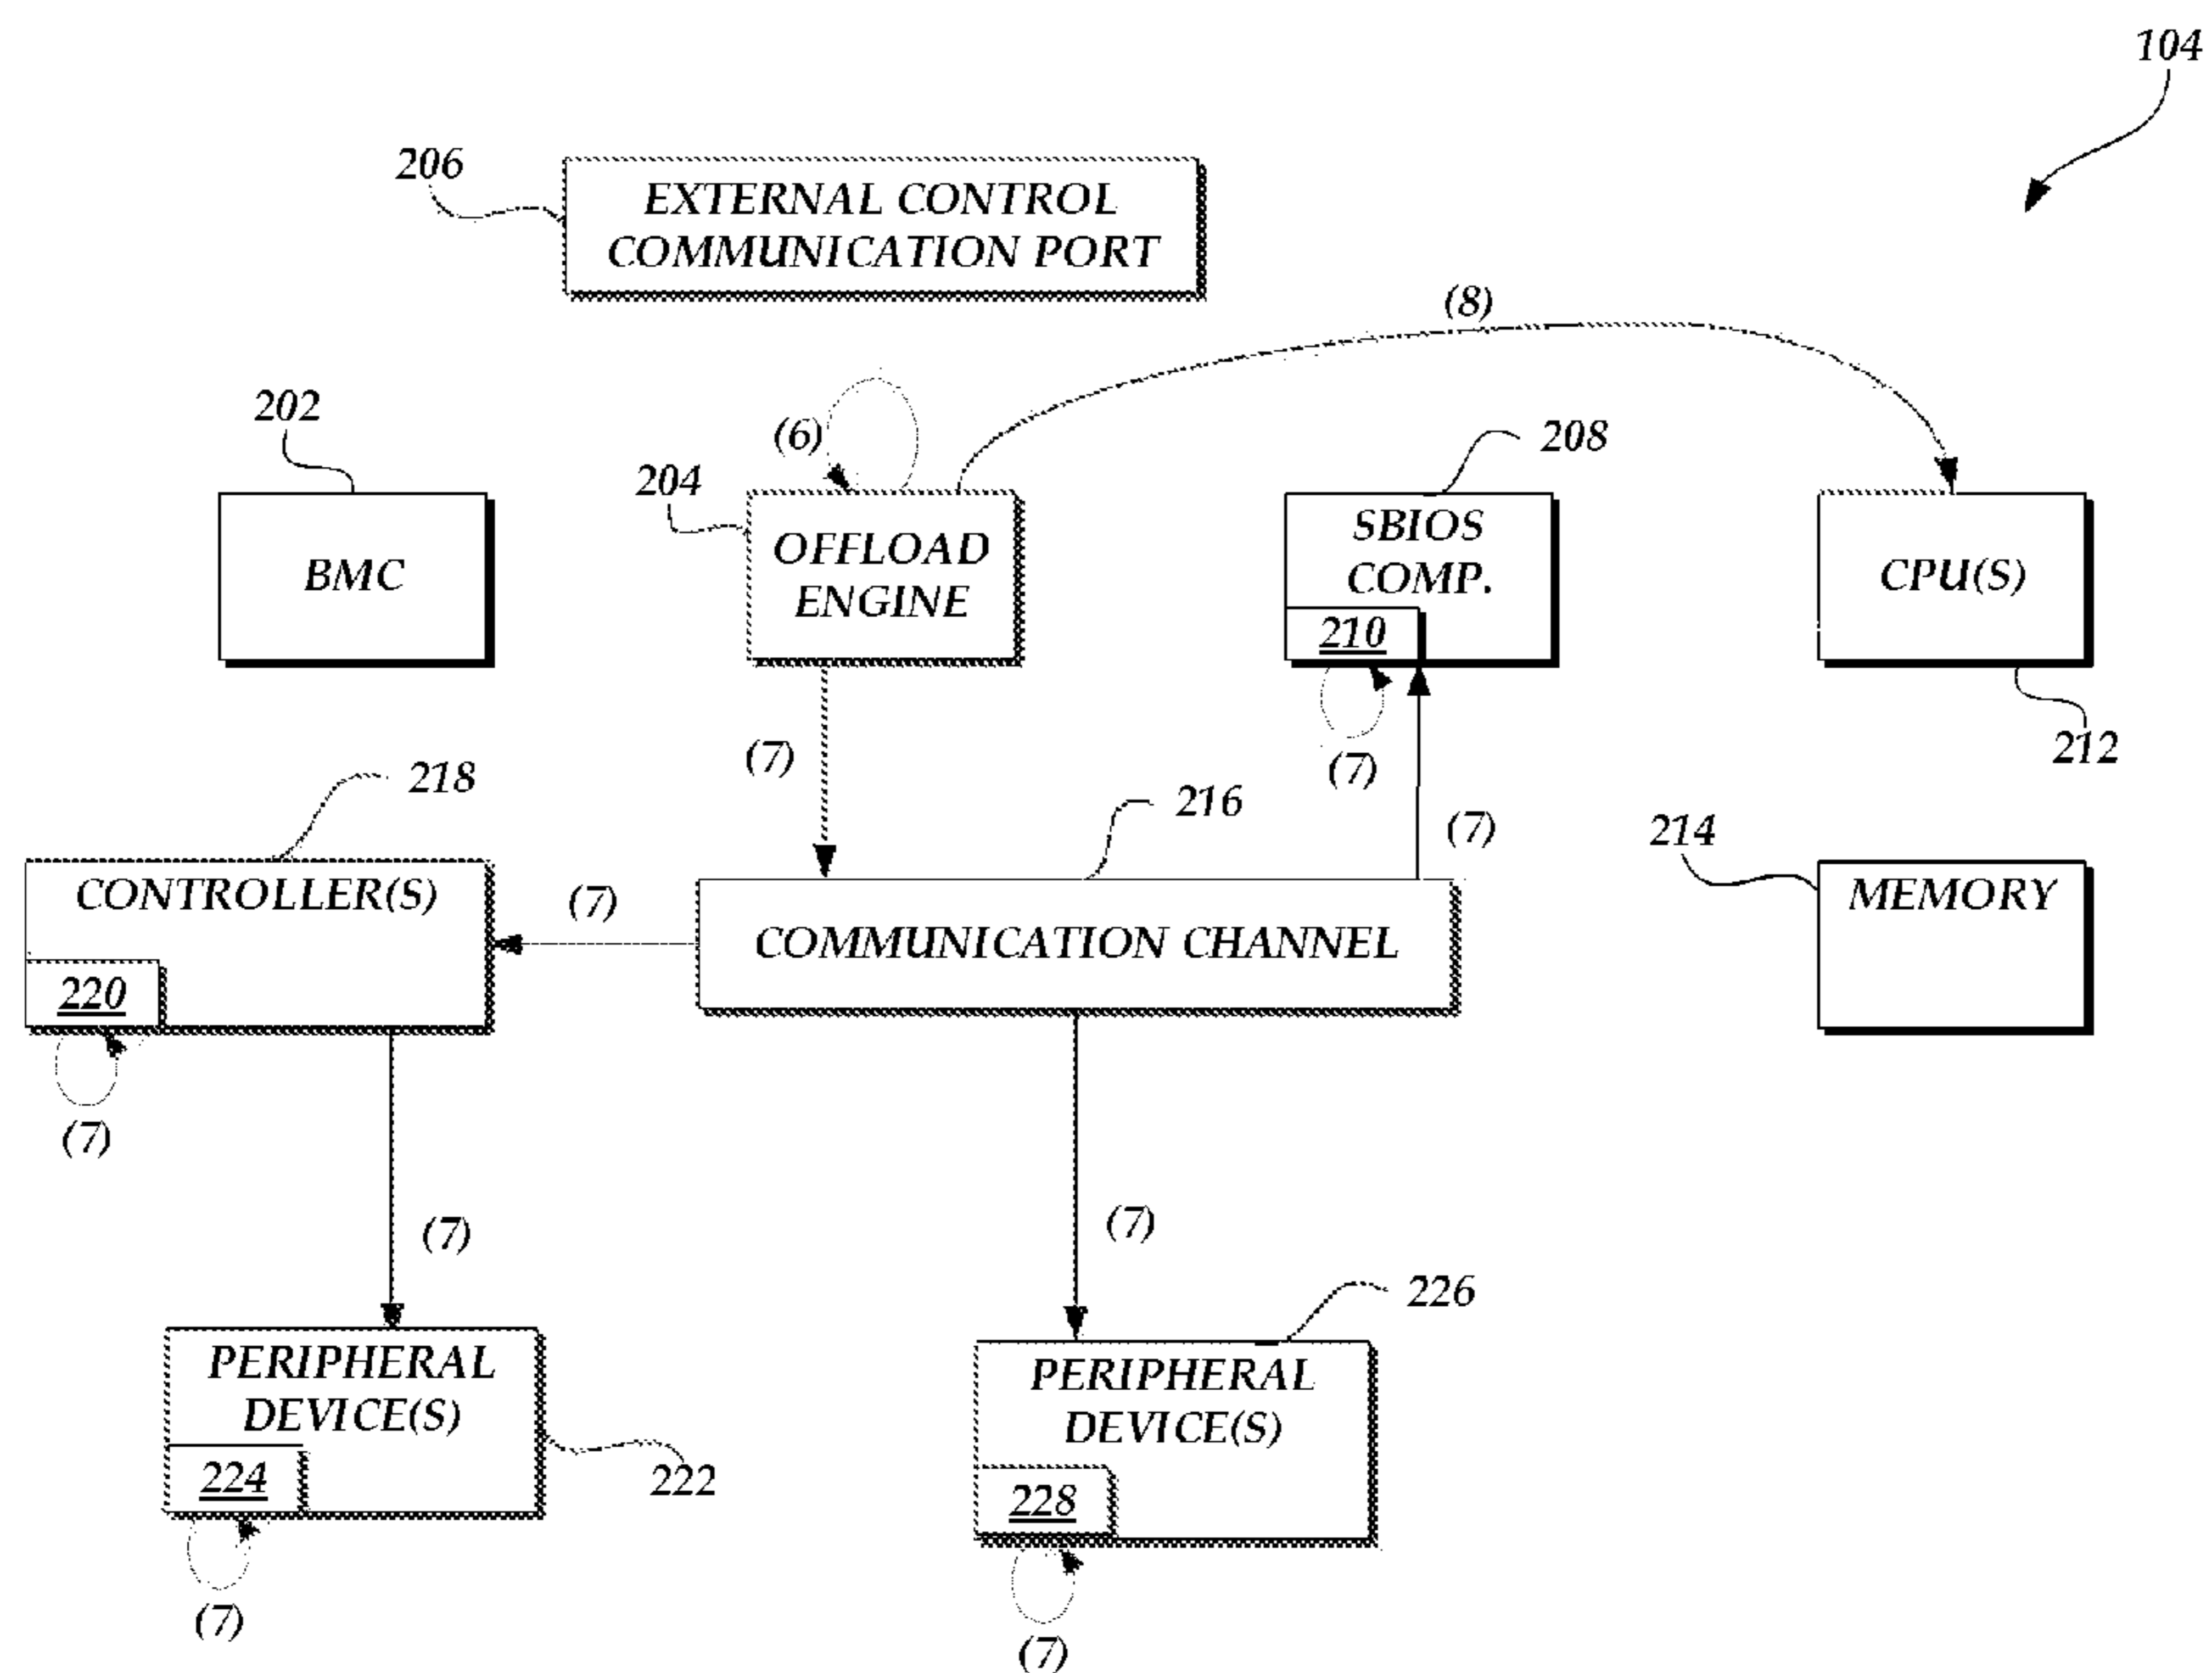 104
206
EXTERNAL CONTROL
COMMUNICATION PORT
(8)
202
(6)
208
204
BMC
OFFLOAD
ENGINE
SBIOS
COMP.
210
CPU(S)
212
(7)
(7)
218
216
(7)
214
CONTROLLER(S)
220
(7)
COMMUNICATION CHANNEL
MEMORY
(7)
(7)
(7)
226
PERIPHERAL
DEVICE(S)
224
222
PERIPHERAL
DEVICE(S)
228
(7)
(7)